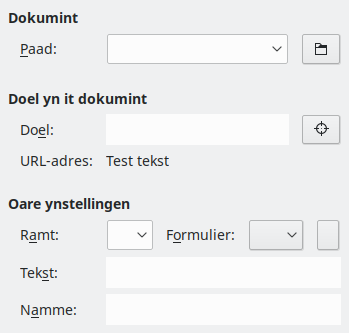 Dokumint
Paad:
Doel yn it dokumint
Doel:
URL-adres: Test tekst
Oare ynstellingen
Ramt: Formulier:
Tekst:
Namme: